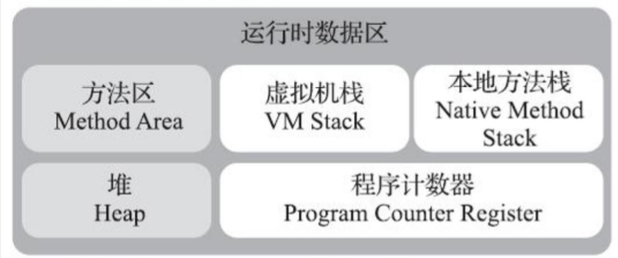 运行时数据区
方法区
Method Area
虚拟机栈
VM Stack
本地方法栈
Native Method
Stack
堆
Heap
程序计数器
Program Counter Register